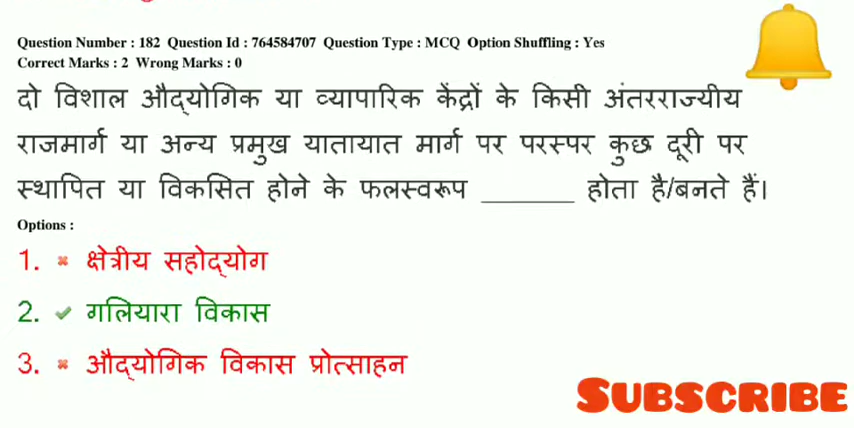 Question Number : 182 Question Id : 764584707 Question Type : MCQ Option Shuffling : Yes
Correct Marks : 2 Wrong Marks : 0
दो विशाल औद्योगिक या व्यापारिक केंद्रों के किसी अंतरराज्यीय
राजमार्ग या अन्य प्रमुख यातायात मार्ग पर परस्पर कुछ दूरी पर
स्थापित या विकसित होने के फलस्वरूप ________ होता है/बनते हैं।
Options :
1. क्षेत्रीय सहोद्योग
2. गलियारा विकास
3. औद्योगिक विकास प्रोत्साहन
SUBSCRIBE